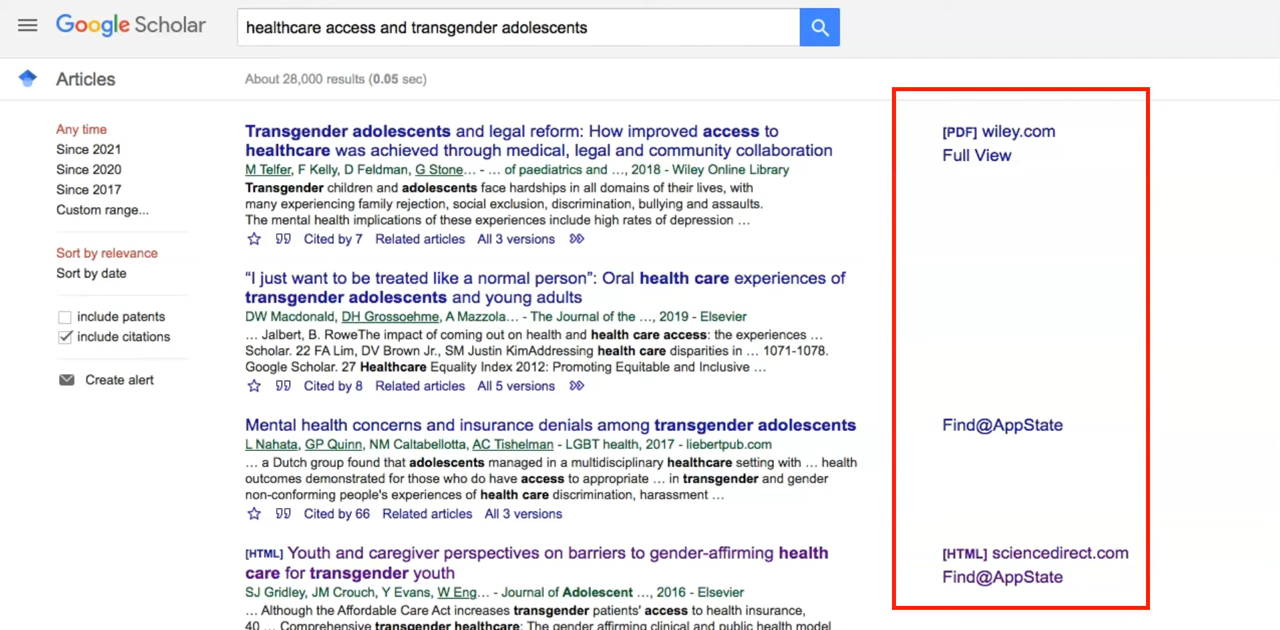 Google Scholar
healthcare access and transgender adolescents
Articles
About 28,000 results (0.05 sec)
Any time
Since 2021
Since 2020
Since 2017
Custom range...
Sort by relevance
Sort by date
include patents
include citations
Create alert
Transgender adolescents and legal reform: How improved access to
healthcare was achieved through medical, legal and community collaboration
M Telfer, F Kelly, D Feldman, G Stone… - … of paediatrics and …, 2018 - Wiley Online Library
Transgender children and adolescents face hardships in all domains of their lives, with
many experiencing family rejection, social exclusion, discrimination, bullying and assaults.
The mental health implications of these experiences include high rates of depression …
Cited by 7 Related articles All 3 versions
[PDF] wiley.com
Full View
“I just want to be treated like a normal person”: Oral health care experiences of
transgender adolescents and young adults
DW Macdonald, DH Grossoehme, A Mazzola… - The Journal of the …, 2019 - Elsevier
… Jalbert, B. RoweThe impact of coming out on health and health care access: the experiences …
Scholar. 22 FA Lim, DV Brown Jr., SM Justin KimAddressing health care disparities in … 1071-1078.
Google Scholar. 27 Healthcare Equality Index 2012: Promoting Equitable and Inclusive …
Cited by 8 Related articles All 5 versions
Mental health concerns and insurance denials among transgender adolescents
L Nahata, GP Quinn, NM Caltabellotta, AC Tishelman - LGBT health, 2017 - liebertpub.com
… a Dutch group found that adolescents managed in a multidisciplinary healthcare setting with … health
outcomes demonstrated for those who do have access to appropriate … in transgender and gender
non-conforming people's experiences of health care discrimination, harassment …
Cited by 66 Related articles All 3 versions
Find@AppState
[HTML] Youth and caregiver perspectives on barriers to gender-affirming health
care for transgender youth
SJ Gridley, JM Crouch, Y Evans, W Eng… - Journal of Adolescent …, 2016 - Elsevier
… Although the Affordable Care Act increases transgender patients' access to health insurance,
40 … Comprehensive transgender healthcare: The gender affirming clinical and public health model
[HTML] sciencedirect.com
Find@AppState